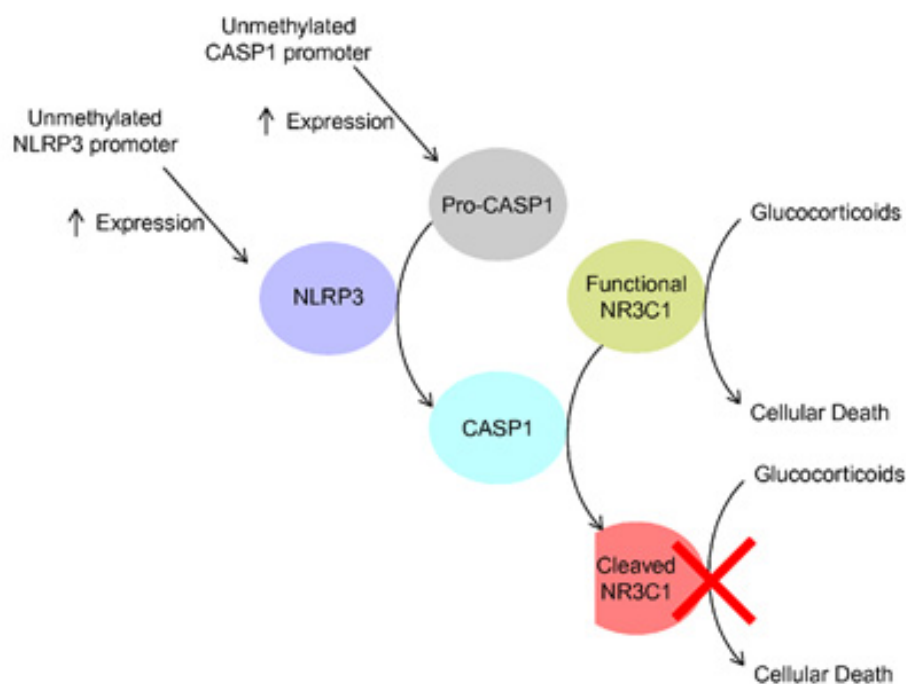 Unmethylated
CASP1 promoter
↑ Expression
Unmethylated
NLRP3 promoter
↑ Expression
Pro-CASP1
NLRP3
Functional
NR3C1
Glucocorticoids
CASP1
Cellular Death
Glucocorticoids
Cleaved
NR3C1
Cellular Death